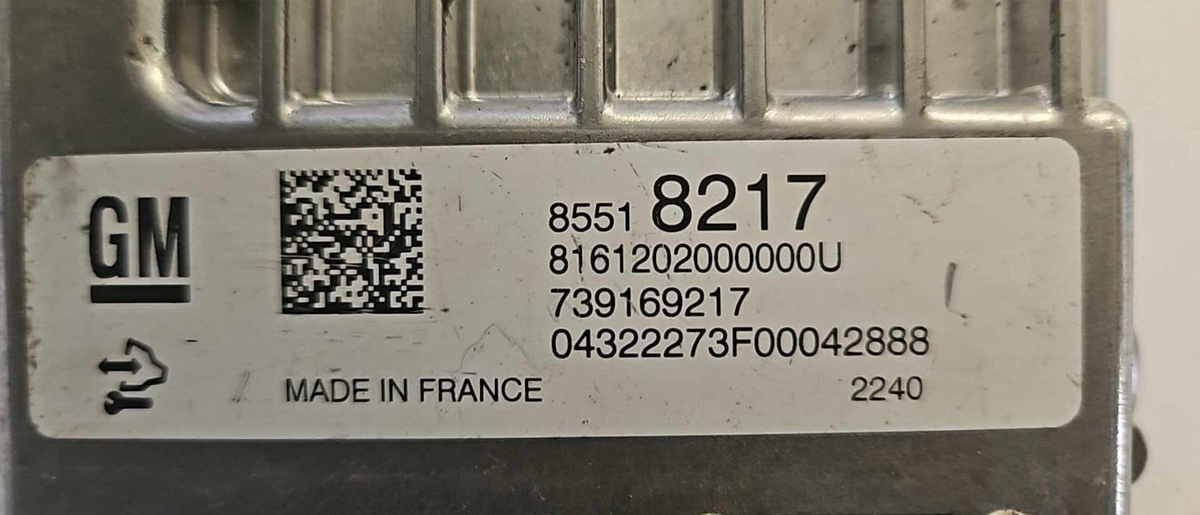 GM
8551 8217
8161202000000U
739169217
04322273F00042888
MADE IN FRANCE 2240